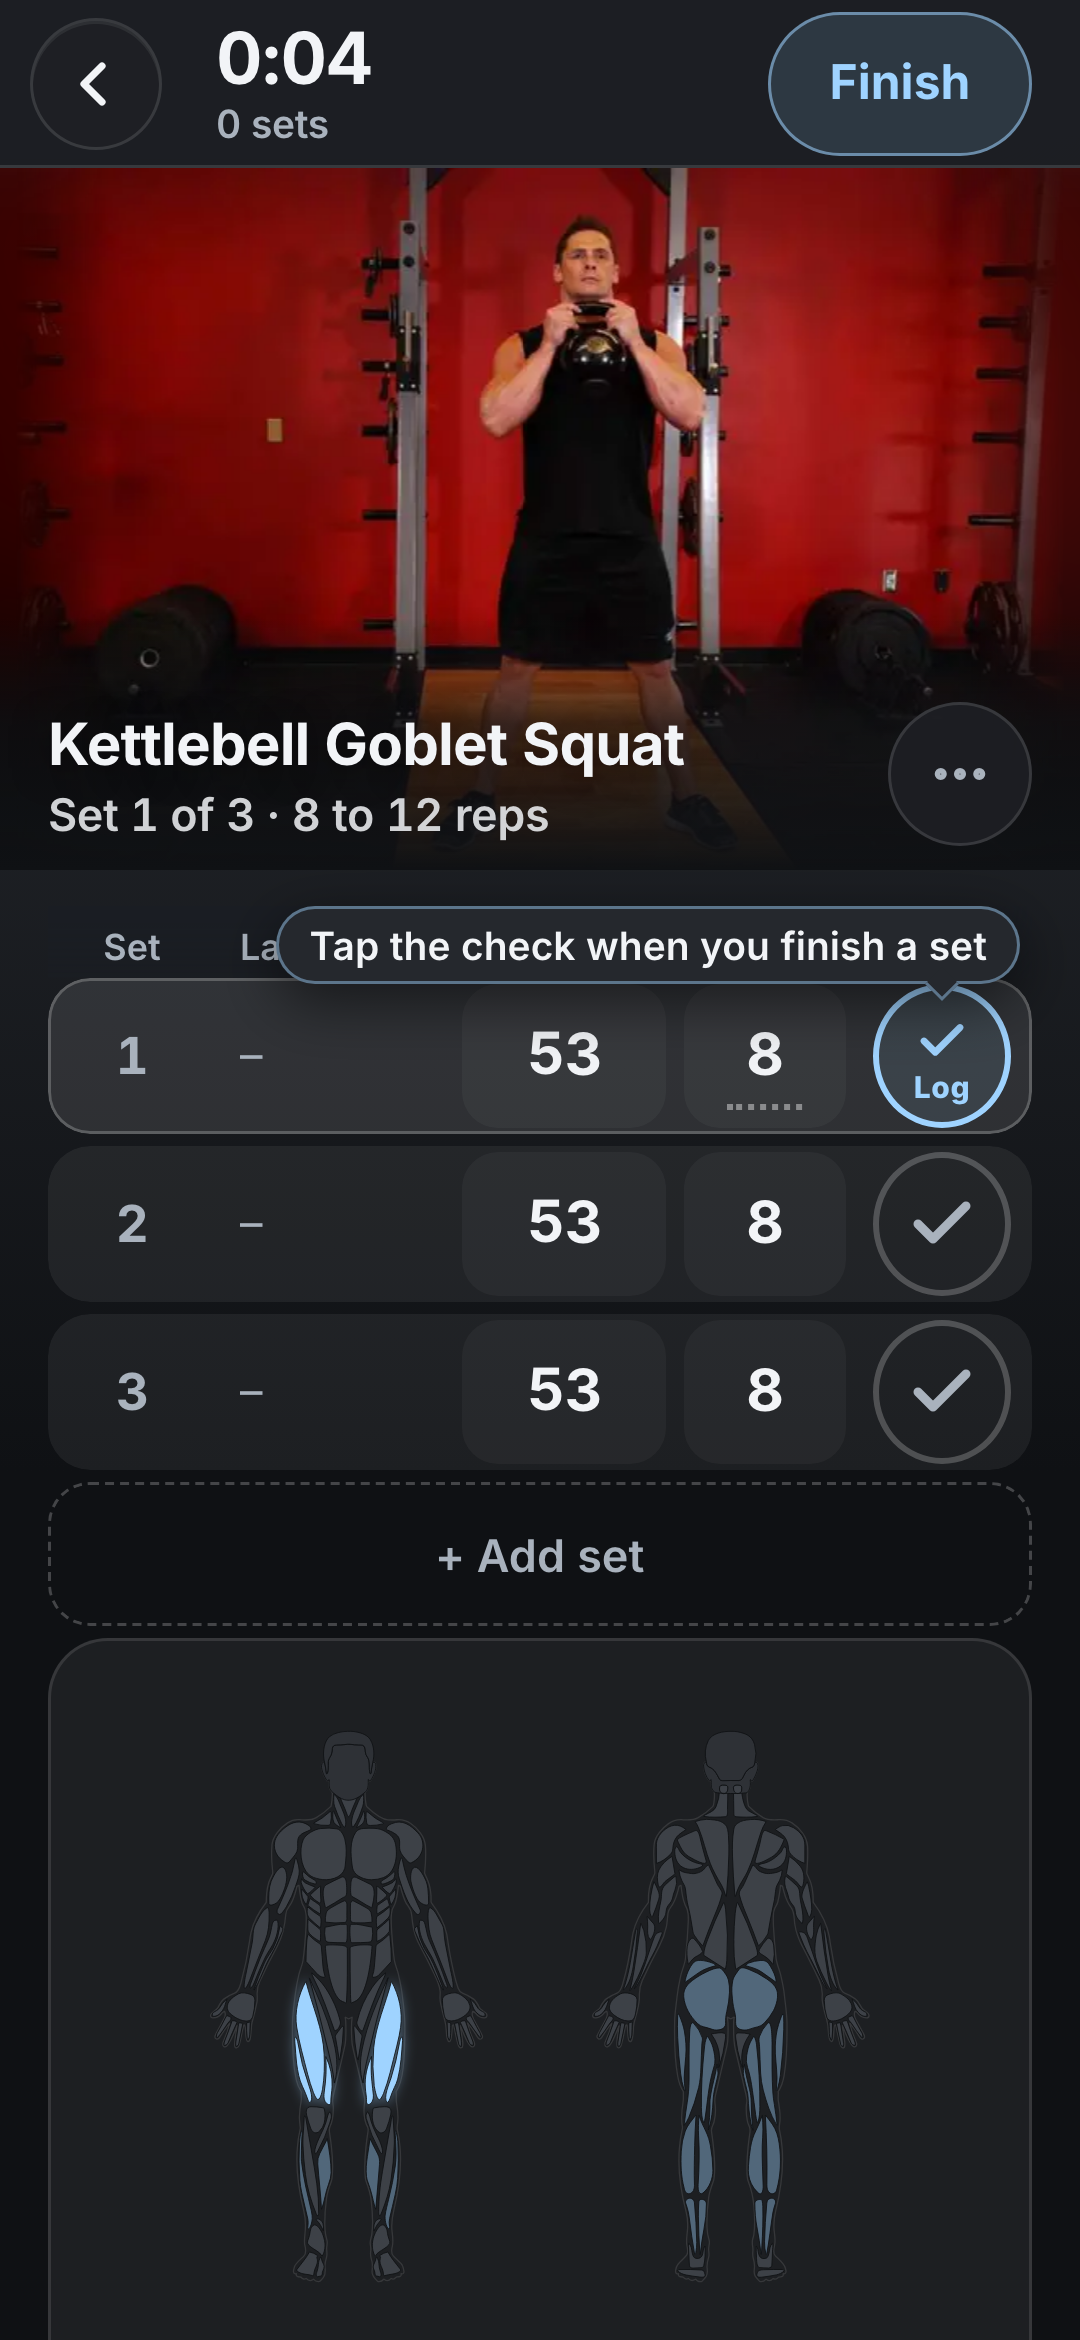 0:04
0 sets
Finish
Kettlebell Goblet Squat
Set 1 of 3 · 8 to 12 reps
Set
Tap the check when you finish a set
1 – 53 8
Log
2 – 53 8
3 – 53 8
+ Add set